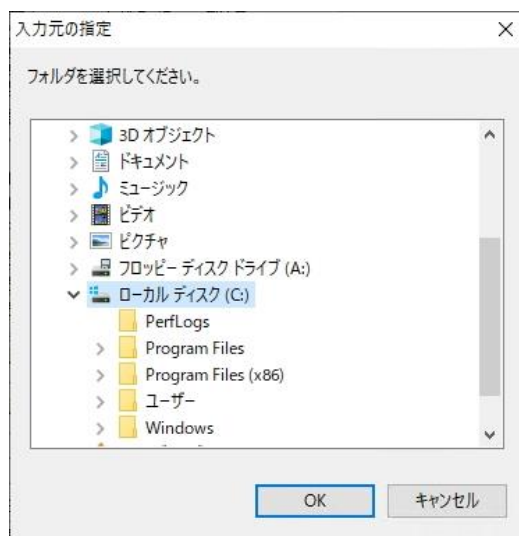 入力元の指定
フォルダを選択してください。
3D オブジェクト
ドキュメント
ミュージック
ビデオ
ピクチャ
フロッピー ディスク ドライブ (A:)
ローカル ディスク (C:)
PerfLogs
Program Files
Program Files (x86)
ユーザー
Windows
OK
キャンセル